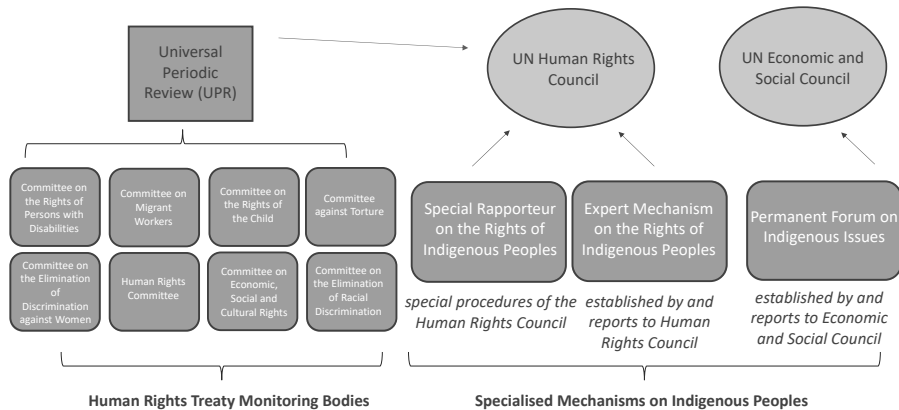 Universal
Periodic
Review (UPR)
UN Human Rights
Council
UN Economic and
Social Council
Committee on
the Rights of
Persons with
Disabilities
Committee on
Migrant
Workers
Committee on
the Rights
of the Child
Committee
against Torture
Special Rapporteur
on the Rights of
Indigenous Peoples
Expert Mechanism
on the Rights of
Indigenous Peoples
Permanent Forum on
Indigenous Issues
Committee on
the Elimination
of
Discrimination
against Women
Human Rights
Committee
Committee on
Economic,
Social and
Cultural Rights
Committee on
the Elimination
of Racial
Discrimination
special procedures of the
Human Rights Council
established by and
reports to Human
Rights Council
established by and
reports to Economic
and Social Council
Human Rights Treaty Monitoring Bodies
Specialised Mechanisms on Indigenous Peoples